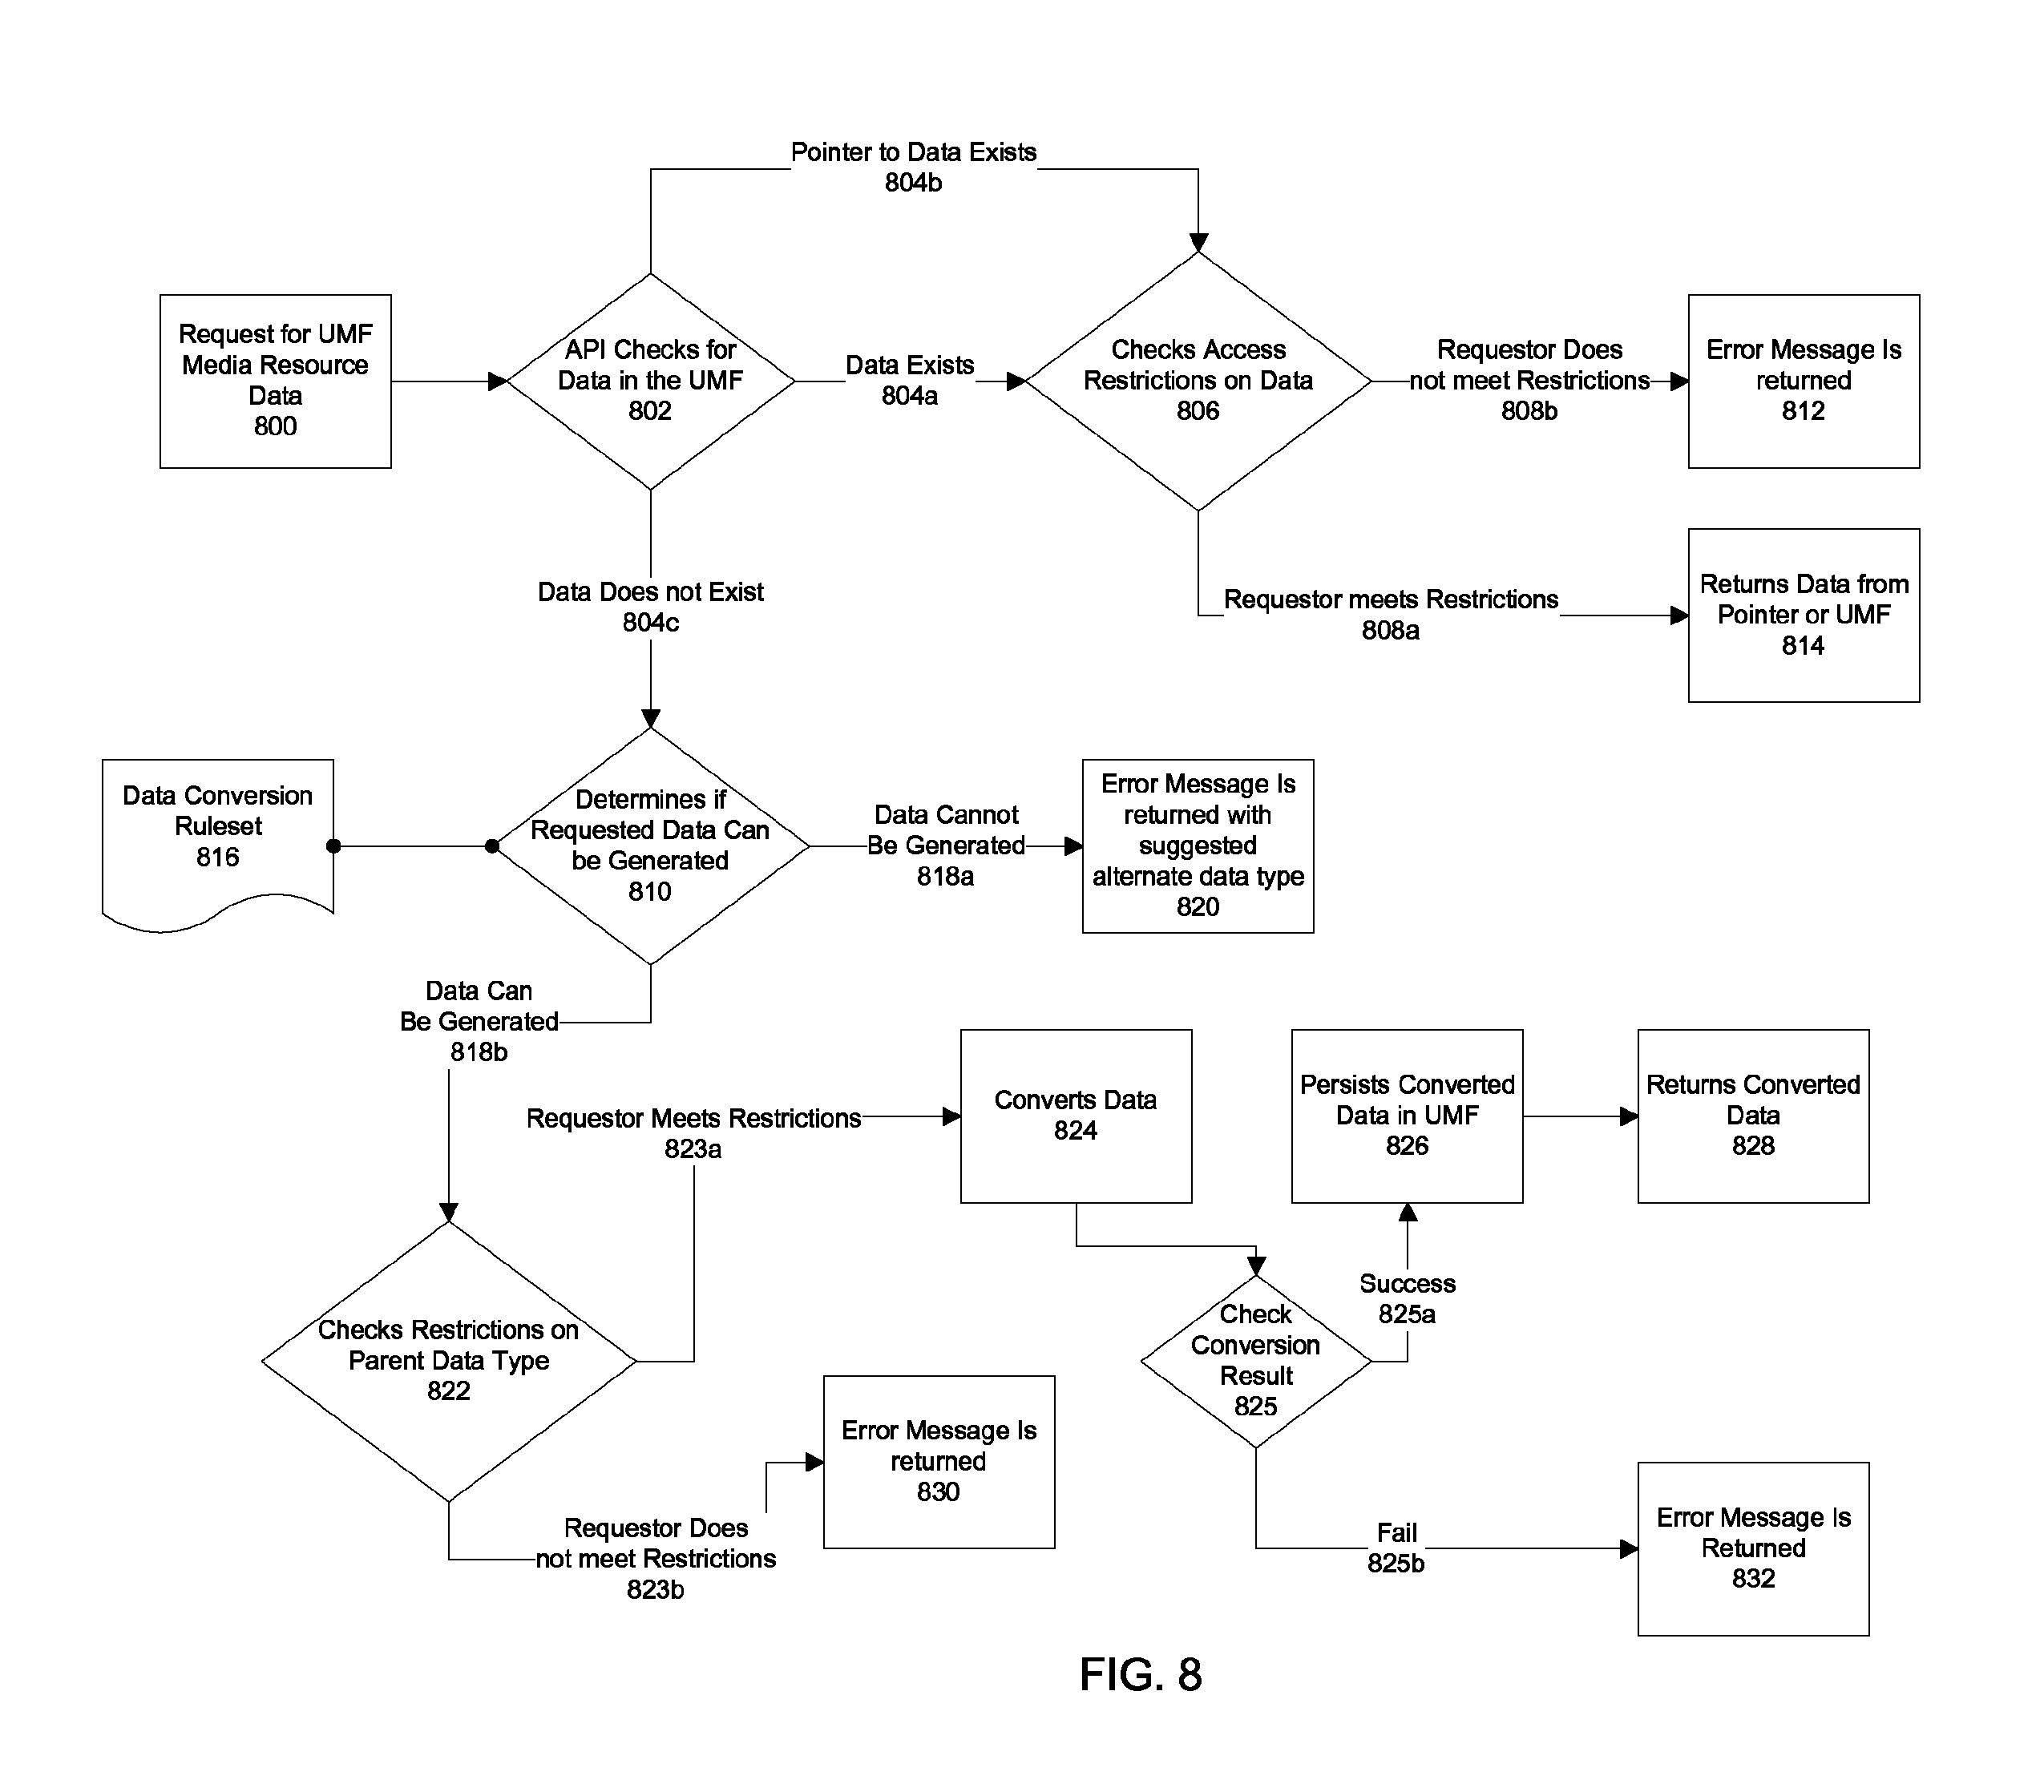 Pointer to Data Exists
804b
Request for UMF
Media Resource
Data
800
API Checks for
Data in the UMF
802
Data Exists
804a
Checks Access
Restrictions on Data
806
Requestor Does
not meet Restrictions
808b
Error Message Is
returned
812
Data Does not Exist
804c
Requestor meets Restrictions
808a
Returns Data from
Pointer or UMF
814
Data Conversion
Ruleset
816
Determines if
Requested Data Can
be Generated
810
Data Cannot
Be Generated
818a
Error Message Is
returned with
suggested
alternate data type
820
Data Can
Be Generated
818b
Requestor Meets Restrictions
823a
Converts Data
824
Persists Converted
Data in UMF
826
Returns Converted
Data
828
Checks Restrictions on
Parent Data Type
822
Success
825a
Check
Conversion
Result
825
Error Message Is
returned
830
Requestor Does
not meet Restrictions
823b
Fail
825b
Error Message Is
Returned
832
FIG. 8